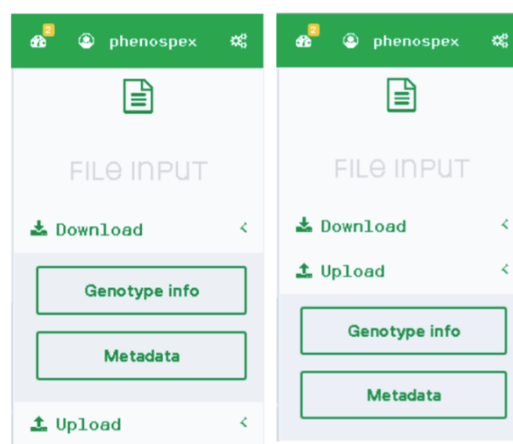 2
phenospex
FILE INPUT
Download
Genotype info
Metadata
Upload
2
phenospex
FILE INPUT
Download
Upload
Genotype info
Metadata